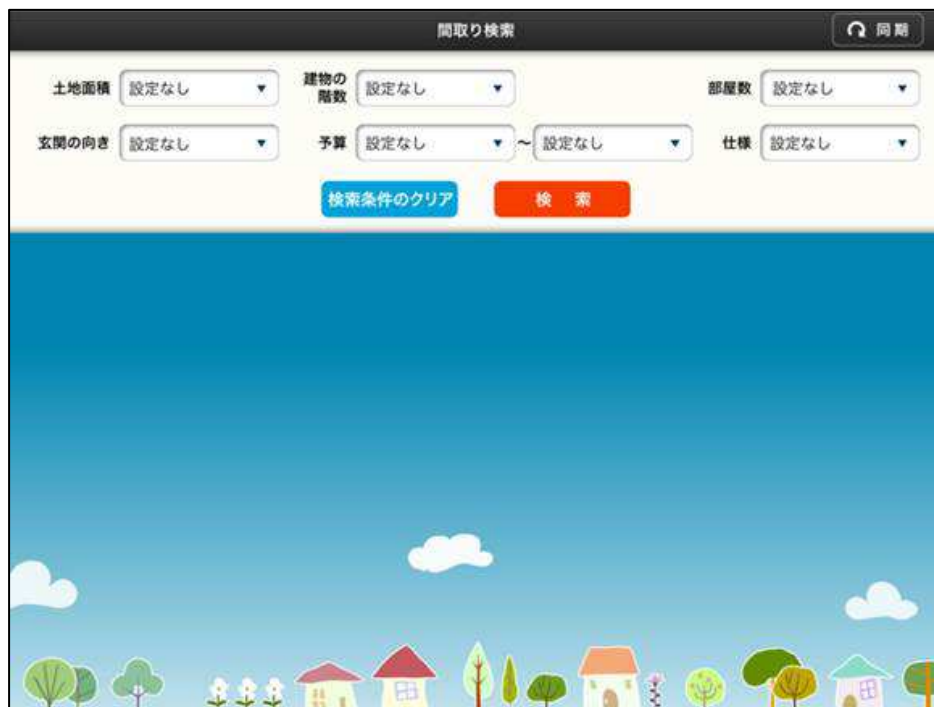 間取り検索
同期
土地面積 設定なし
建物の
階数 設定なし
部屋数 設定なし
玄関の向き 設定なし
予算 設定なし ～ 設定なし
仕様 設定なし
検索条件のクリア
検 索